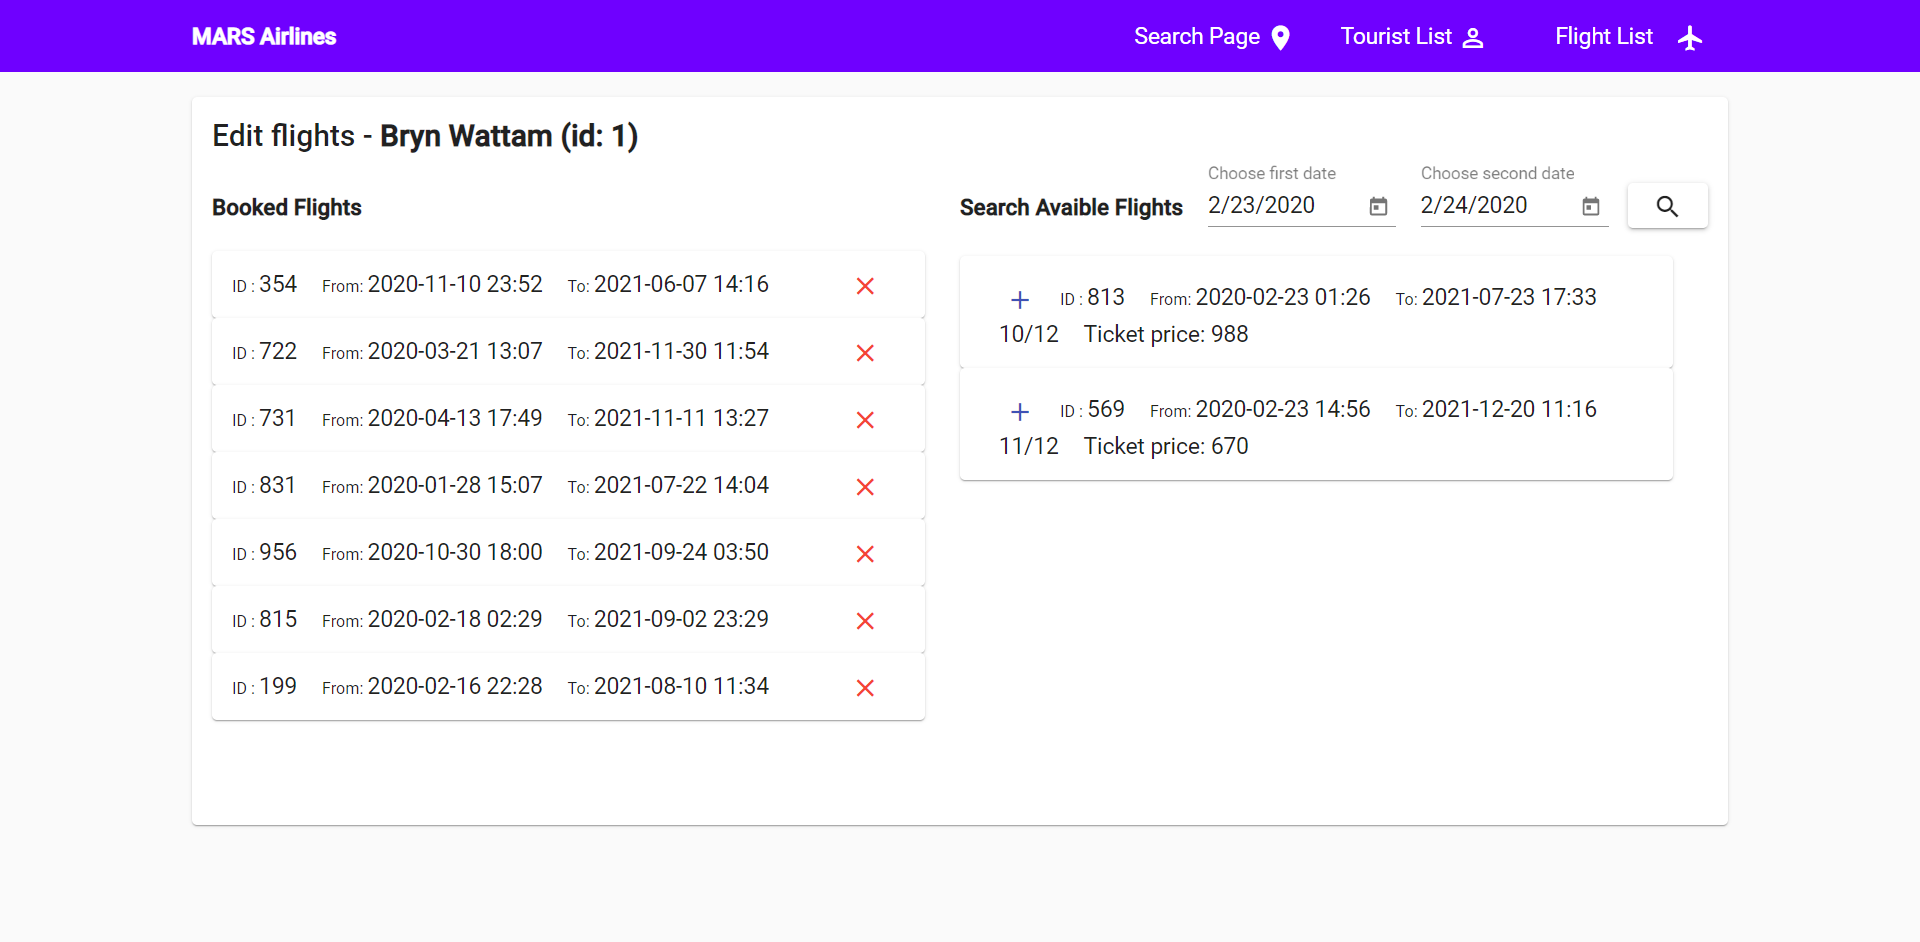 MARS Airlines
Search Page
Tourist List
Flight List
Edit flights - Bryn Wattam (id: 1)
Booked Flights
ID : 354 From: 2020-11-10 23:52 To: 2021-06-07 14:16
ID : 722 From: 2020-03-21 13:07 To: 2021-11-30 11:54
ID : 731 From: 2020-04-13 17:49 To: 2021-11-11 13:27
ID : 831 From: 2020-01-28 15:07 To: 2021-07-22 14:04
ID : 956 From: 2020-10-30 18:00 To: 2021-09-24 03:50
ID : 815 From: 2020-02-18 02:29 To: 2021-09-02 23:29
ID : 199 From: 2020-02-16 22:28 To: 2021-08-10 11:34
Search Avaible Flights
Choose first date
2/23/2020
Choose second date
2/24/2020
ID : 813 From: 2020-02-23 01:26 To: 2021-07-23 17:33
10/12 Ticket price: 988
ID : 569 From: 2020-02-23 14:56 To: 2021-12-20 11:16
11/12 Ticket price: 670